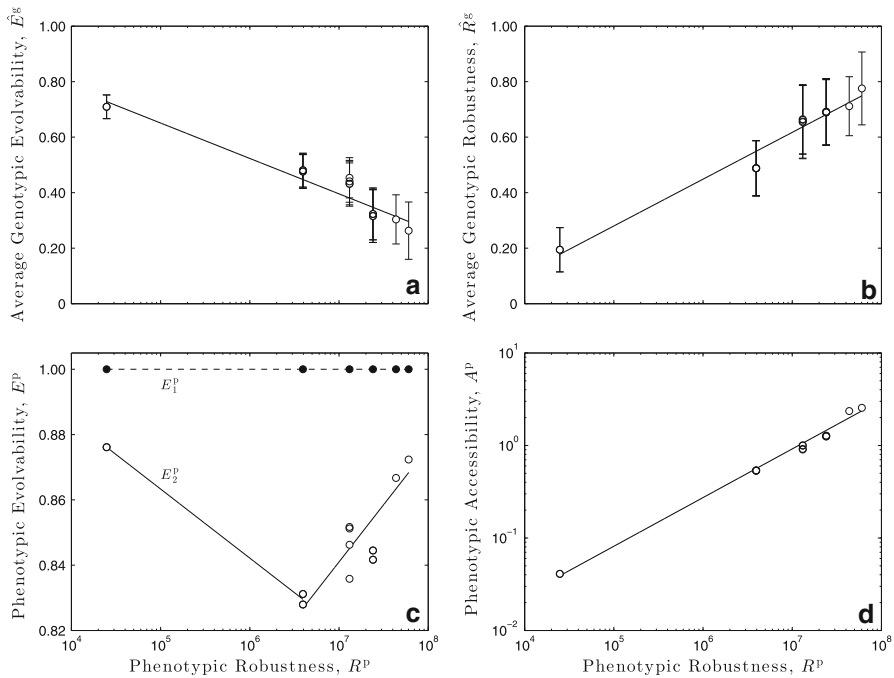 Average Genotypic Evolvability, Ê^g
1.00
0.80
0.60
0.40
0.20
0
a
Average Genotypic Robustness, R̂^g
1.00
0.80
0.60
0.40
0.20
0
b
Phenotypic Evolvability, E^p
1.00
0.88
0.86
0.84
0.82
E_1^p
E_2^p
c
10^4 10^5 10^6 10^7 10^8
Phenotypic Robustness, R^p
Phenotypic Accessibility, A^p
10^1
10^0
10^-1
10^-2
d
10^4 10^5 10^6 10^7 10^8
Phenotypic Robustness, R^p